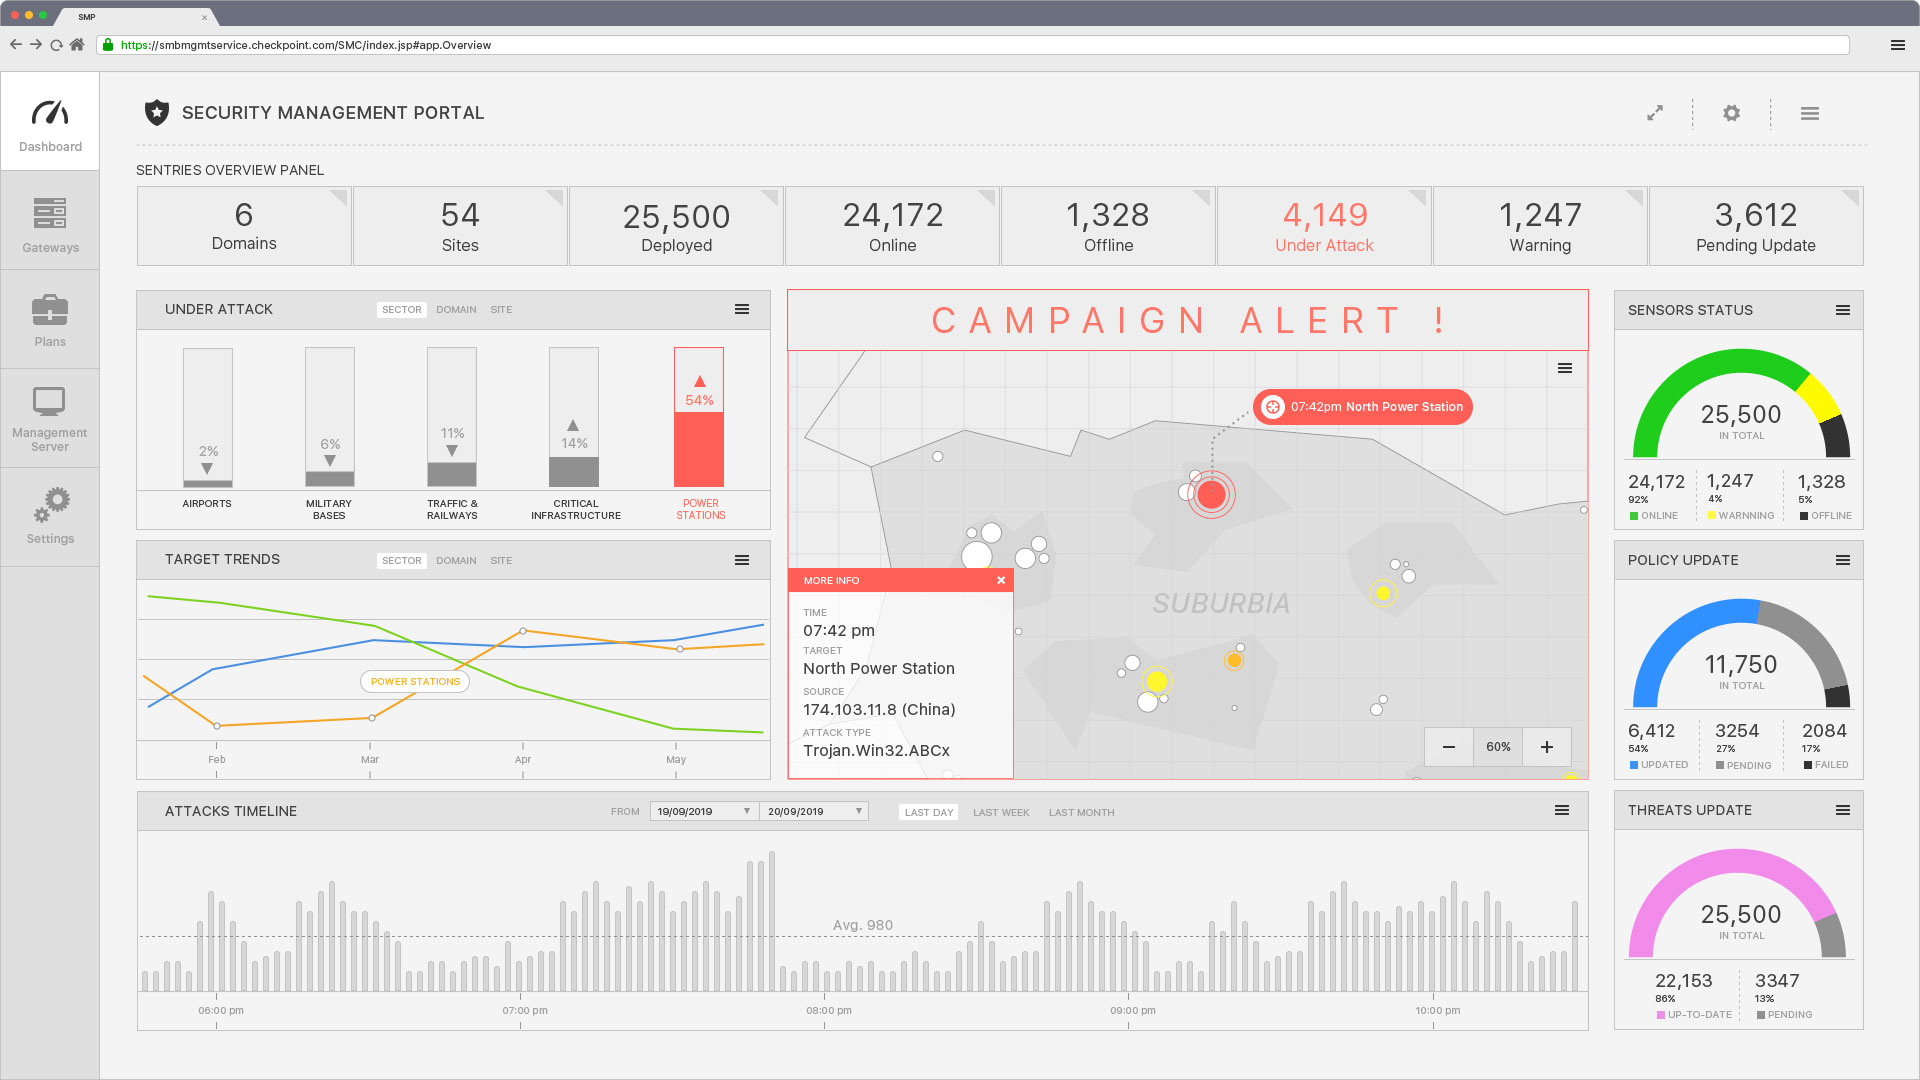 SMP
https://smbmgmtservice.checkpoint.com/SMC/index.jsp#app.Overview
Dashboard
Gateways
Plans
Management
Server
Settings
SECURITY MANAGEMENT PORTAL
SENTRIES OVERVIEW PANEL
6
Domains
54
Sites
25,500
Deployed
24,172
Online
1,328
Offline
4,149
Under Attack
1,247
Warning
3,612
Pending Update
UNDER ATTACK SECTOR DOMAIN SITE
2%
6%
11%
14%
54%
AIRPORTS
MILITARY
BASES
TRAFFIC &
RAILWAYS
CRITICAL
INFRASTRUCTURE
POWER
STATIONS
TARGET TRENDS SECTOR DOMAIN SITE
POWER STATIONS
Feb Mar Apr May
CAMPAIGN ALERT !
07:42pm North Power Station
SUBURBIA
MORE INFO
TIME
07:42 pm
TARGET
North Power Station
SOURCE
174.103.11.8 (China)
ATTACK TYPE
Trojan.Win32.ABCx
60%
SENSORS STATUS
25,500
IN TOTAL
24,172
92%
ONLINE
1,247
4%
WARNNING
1,328
5%
OFFLINE
POLICY UPDATE
11,750
IN TOTAL
6,412
54%
UPDATED
3254
27%
PENDING
2084
17%
FAILED
ATTACKS TIMELINE FROM 19/09/2019 20/09/2019 LAST DAY LAST WEEK LAST MONTH
Avg. 980
06:00 pm 07:00 pm 08:00 pm 09:00 pm 10:00 pm
THREATS UPDATE
25,500
IN TOTAL
22,153
86%
UP-TO-DATE
3347
13%
PENDING